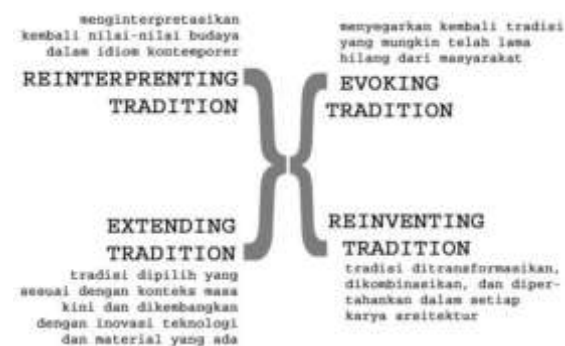 menginterpretasikan
kembali nilai-nilai budaya
dalam idiom kontemporer
REINTERPRENTING
TRADITION
menyegarkan kembali tradisi
yang mungkin telah lama
hilang dari masyarakat
EVOKING
TRADITION
EXTENDING
TRADITION
tradisi dipilih yang
sesuai dengan konteks masa
kini dan dikembangkan
dengan inovasi teknologi
dan material yang ada
REINVENTING
TRADITION
tradisi ditransformasikan,
dikombinasikan, dan diper-
tahankan dalam setiap
karya arsitektur